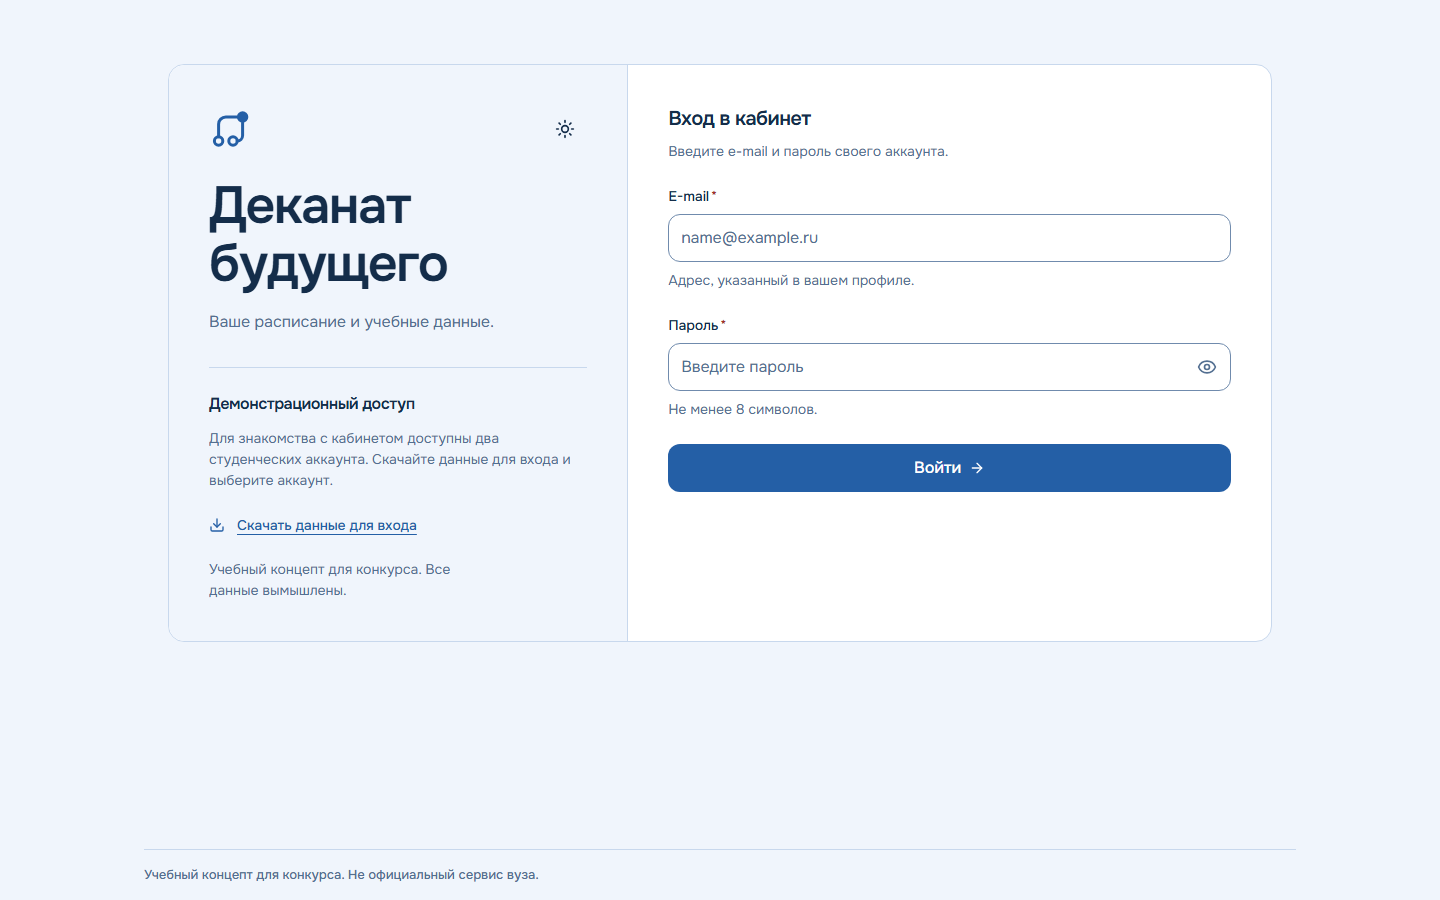 Деканат
будущего
Ваше расписание и учебные данные.
Демонстрационный доступ
Для знакомства с кабинетом доступны два
студенческих аккаунта. Скачайте данные для входа и
выберите аккаунт.
Скачать данные для входа
Учебный концепт для конкурса. Все
данные вымышлены.
Вход в кабинет
Введите e-mail и пароль своего аккаунта.
E-mail *
name@example.ru
Адрес, указанный в вашем профиле.
Пароль *
Введите пароль
Не менее 8 символов.
Войти →
Учебный концепт для конкурса. Не официальный сервис вуза.